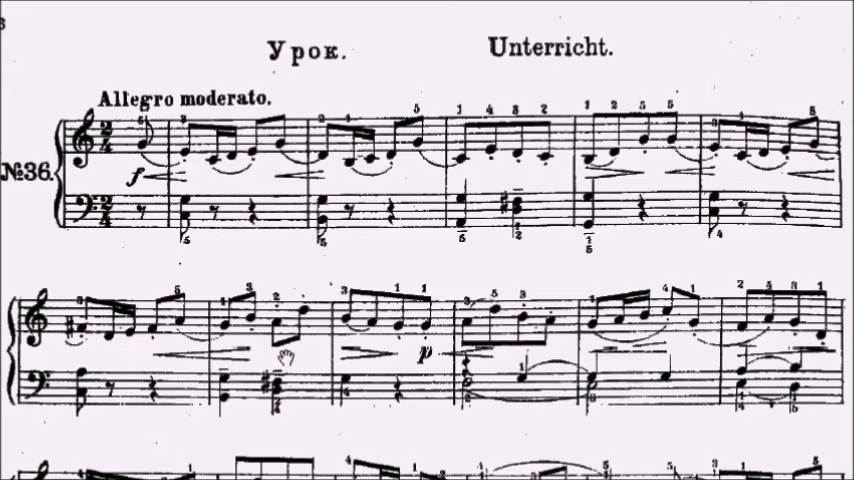 Урок. Unterricht.
Allegro moderato.
№36.
f
p